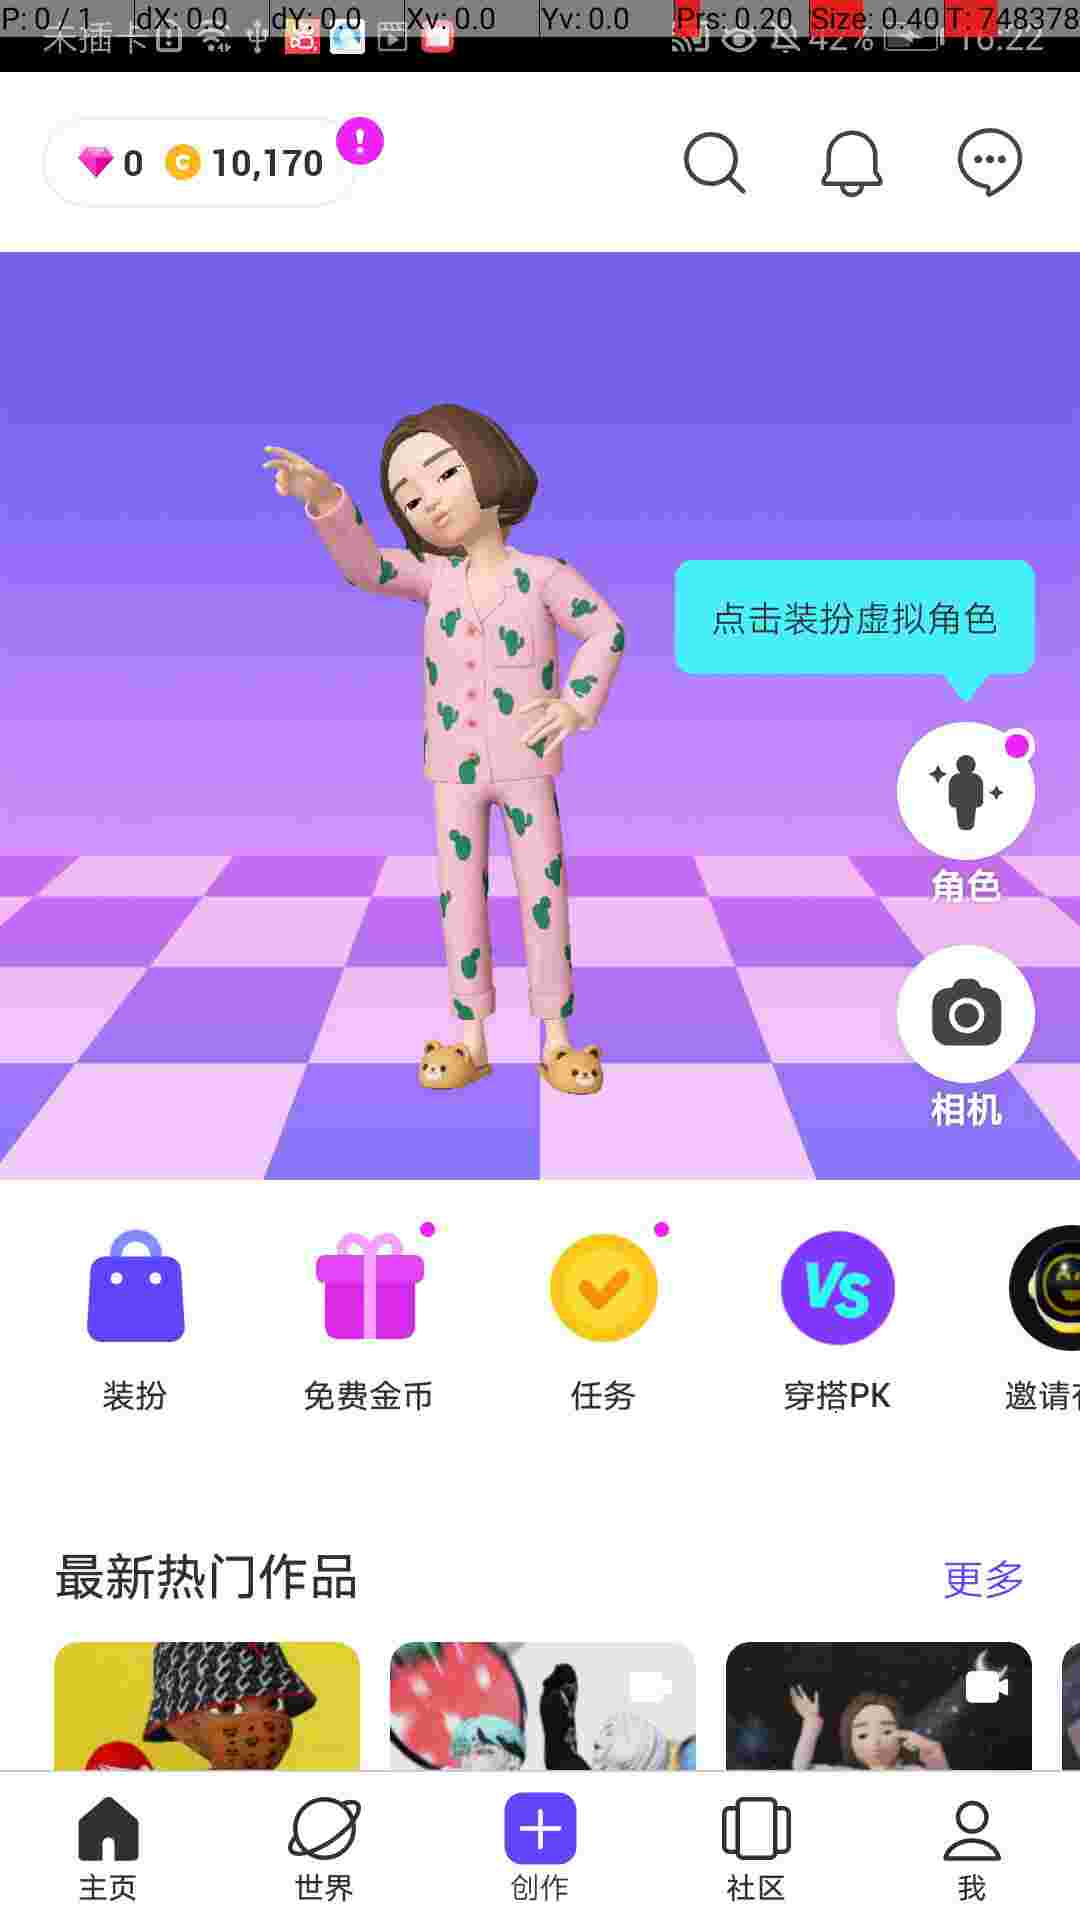 P: 0 / 1 dX: 0.0 dY: 0.0 Xv: 0.0 Yv: 0.0 Prs: 0.20 Size: 0.40 T: 748378
未插卡 42% 16:22
0 C 10,170 !
点击装扮虚拟角色
角色
相机
VS
装扮 免费金币 任务 穿搭PK 邀请
最新热门作品 更多
主页 世界 创作 社区 我